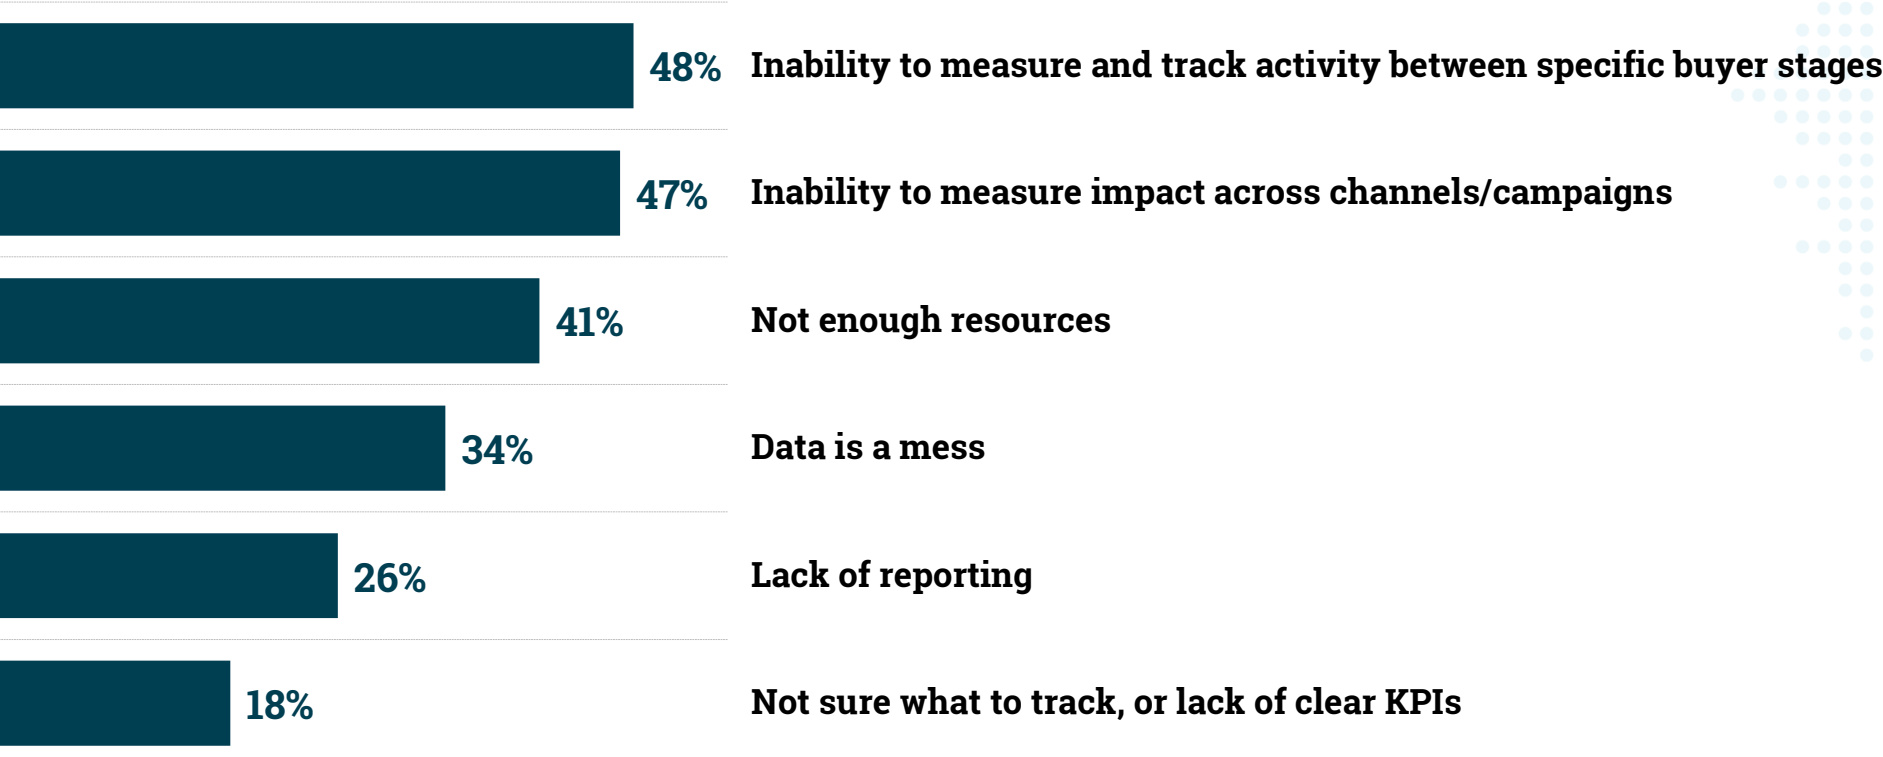 48% Inability to measure and track activity between specific buyer stages
47% Inability to measure impact across channels/campaigns
41% Not enough resources
34% Data is a mess
26% Lack of reporting
18% Not sure what to track, or lack of clear KPIs